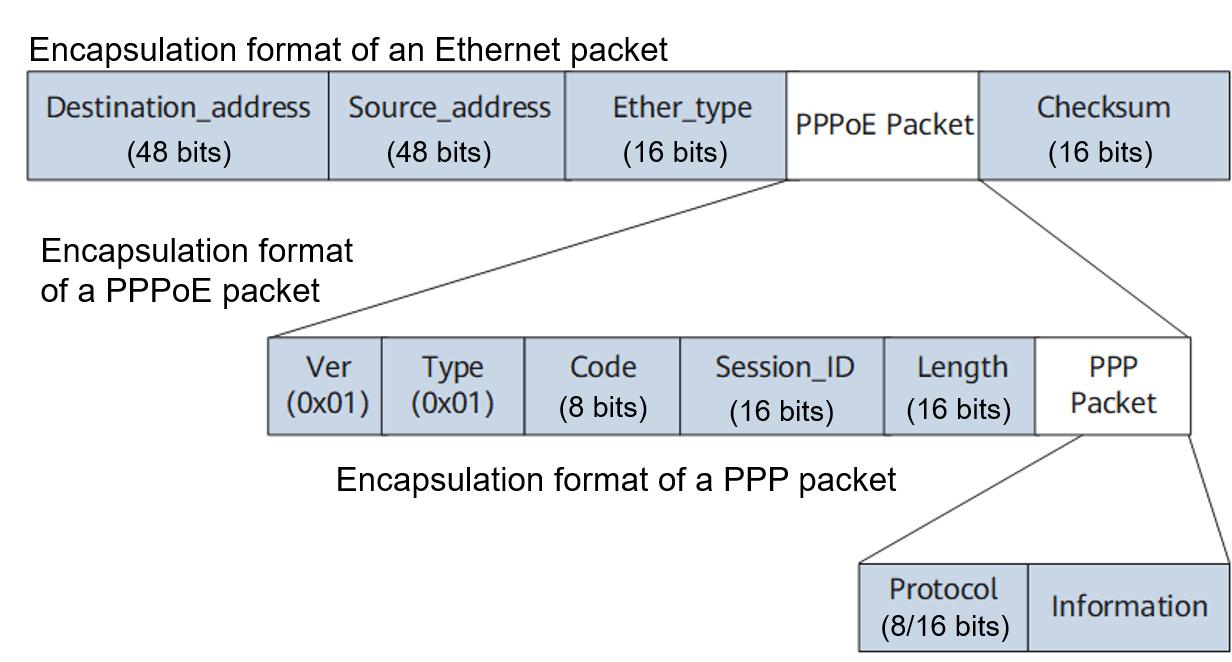 Encapsulation format of an Ethernet packet
Destination_address
(48 bits)
Source_address
(48 bits)
Ether_type
(16 bits)
PPPoE Packet
Checksum
(16 bits)
Encapsulation format
of a PPPoE packet
Ver
(0x01)
Type
(0x01)
Code
(8 bits)
Session_ID
(16 bits)
Length
(16 bits)
PPP
Packet
Encapsulation format of a PPP packet
Protocol
(8/16 bits)
Information